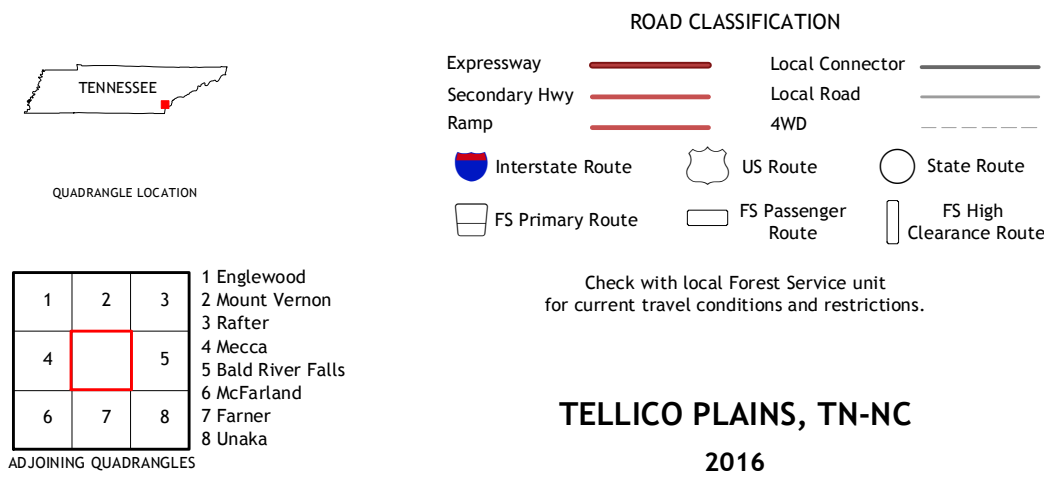 TENNESSEE
QUADRANGLE LOCATION
1
2
3
4
5
6
7
8
1 Englewood
2 Mount Vernon
3 Rafter
4 Mecca
5 Bald River Falls
6 McFarland
7 Farner
8 Unaka
ADJOINING QUADRANGLES
ROAD CLASSIFICATION
Expressway
Local Connector
Secondary Hwy
Local Road
Ramp
4WD
Interstate Route
US Route
State Route
FS Primary Route
FS Passenger
Route
FS High
Clearance Route
Check with local Forest Service unit
for current travel conditions and restrictions.
TELLICO PLAINS, TN-NC
2016